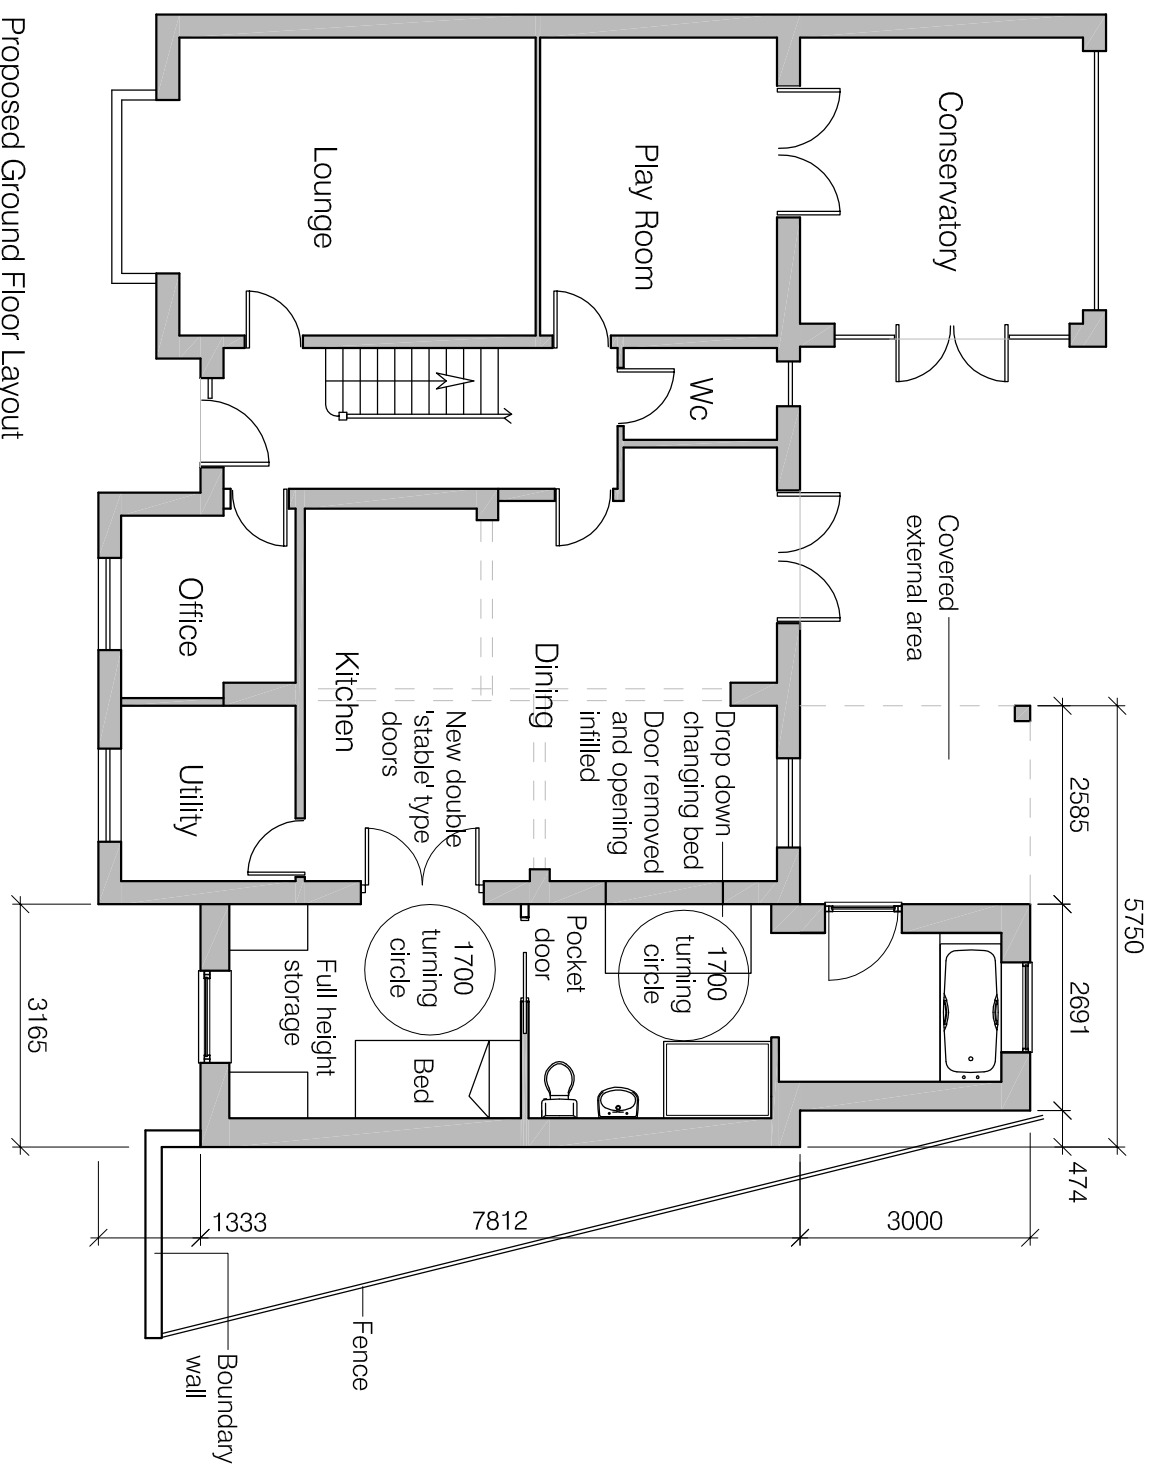 Conservatory
Covered
external area
Play Room
Wc
Lounge
Dining
Kitchen
Drop down
changing bed
Door removed
and opening
infilled
New double
'stable' type
doors
Office
Utility
Pocket
door
1700
turning
circle
1700
turning
circle
Full height
storage
Bed
5750
2585
2691
474
3165
1333
7812
3000
Fence
Boundary
wall
Proposed Ground Floor Layout